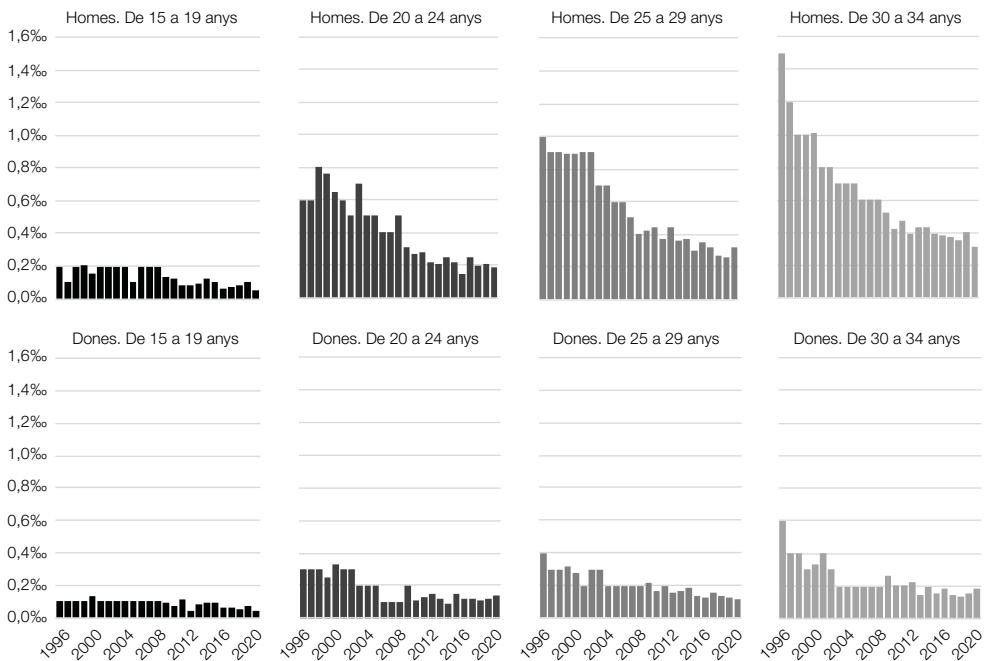 Homes. De 15 a 19 anys
Homes. De 20 a 24 anys
Homes. De 25 a 29 anys
Homes. De 30 a 34 anys
1,6‰
1,4‰
1,2‰
1,0‰
0,8‰
0,6‰
0,4‰
0,2‰
0,0‰
Dones. De 15 a 19 anys
Dones. De 20 a 24 anys
Dones. De 25 a 29 anys
Dones. De 30 a 34 anys
1,6‰
1,4‰
1,2‰
1,0‰
0,8‰
0,6‰
0,4‰
0,2‰
0,0‰
1996 2000 2004 2008 2012 2016 2020
1996 2000 2004 2008 2012 2016 2020
1996 2000 2004 2008 2012 2016 2020
1996 2000 2004 2008 2012 2016 2020